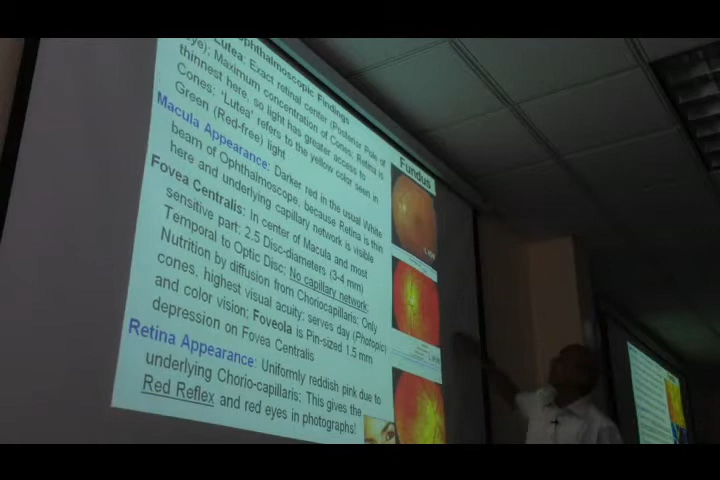 Ophthalmoscopic Findings
Lutea: Exact retinal center (Posterior Pole of
Eye); Maximum concentration of Cones; Retina is
thinnest here, so light has greater access to
Cones; 'Lutea' refers to the yellow color seen in
Green (Red-free) light
Macula Appearance: Darker red in the usual White
beam of Ophthalmoscope, because Retina is thin
here and underlying capillary network is visible
Fovea Centralis: In center of Macula and most
sensitive part: 2.5 Disc-diameters (3-4 mm)
Temporal to Optic Disc; No capillary network;
Nutrition by diffusion from Choriocapillaris; Only
cones, highest visual acuity; serves day (Photopic)
and color vision; Foveola is Pin-sized 1.5 mm
depression on Fovea Centralis
Retina Appearance: Uniformly reddish pink due to
underlying Chorio-capillaris; This gives the
Red Reflex and red eyes in photographs!
Fundus